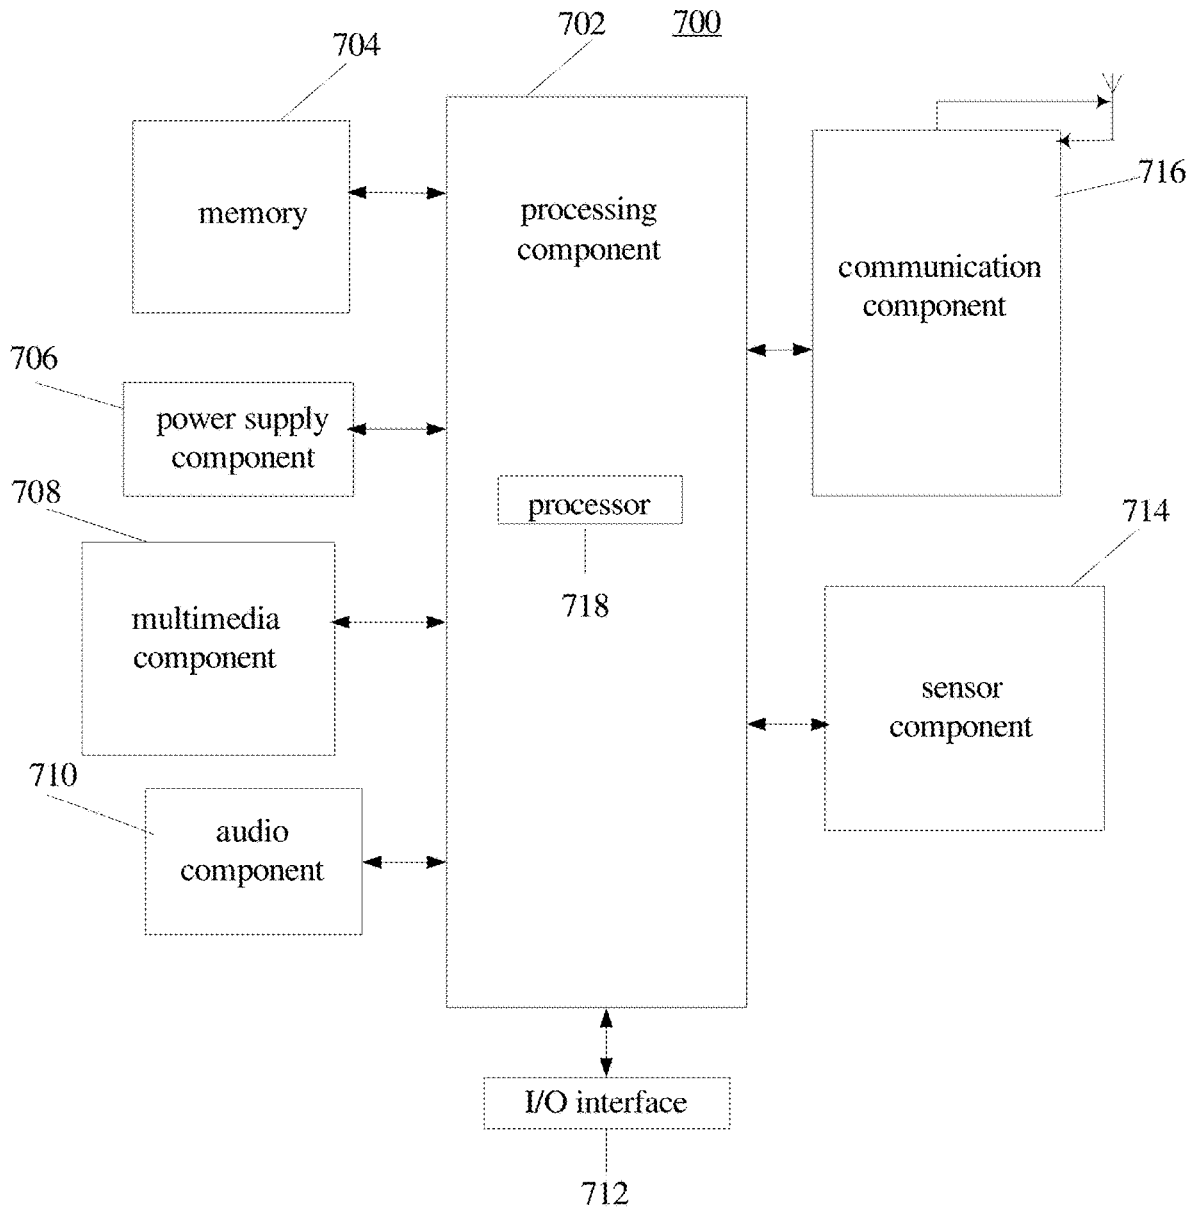 702
700
704
memory
processing
component
716
communication
component
706
power supply
component
708
processor
718
714
multimedia
component
sensor
component
710
audio
component
I/O interface
712